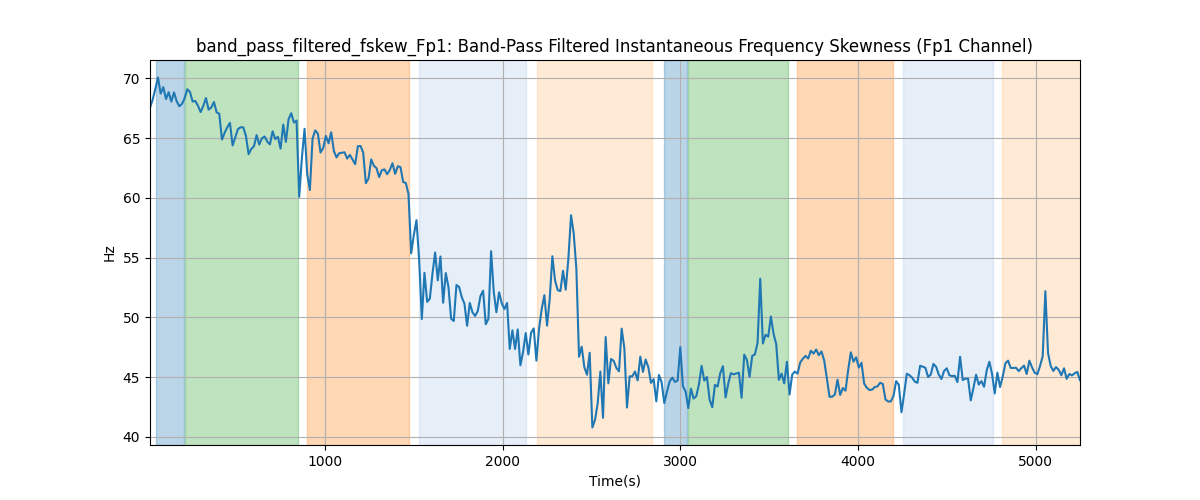 band_pass_filtered_fskew_Fp1: Band-Pass Filtered Instantaneous Frequency Skewness (Fp1 Channel)
70
65
60
55
50
45
40
Hz
1000 2000 3000 4000 5000
Time(s)